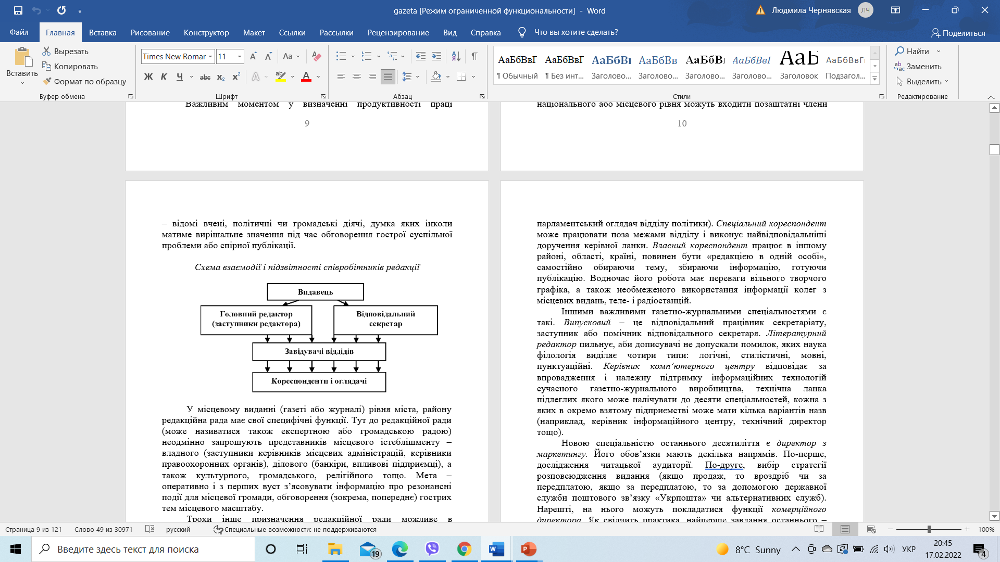 gazeta [Режим ограниченной функциональности] - Word
Людмила Чернявская
ЛЧ
Файл
Главная
Вставка
Рисование
Конструктор
Макет
Ссылки
Рассылки
Рецензирование
Вид
Справка
Что вы хотите сделать?
Поделиться
Вставить
Вырезать
Копировать
Формат по образцу
Буфер обмена
Times New Roman
11
Шрифт
Абзац
АаБбВвГ
¶ Обычный
АаБбВвГ
¶ Без инт...
АаБбВı
Заголово...
АаБбВв
Заголово...
АаБбВı
Заголово...
АаБбВвІ
Заголово...
АаБ
Заголовок
АаБбВвГı
Подзагол...
Стили
Найти
Заменить
Выделить
Редактирование
Важливим моментом у визначенні продуктивності праці
9
національного або місцевого рівня можуть входити позаштатні члени
10
– відомі вчені, політичні чи громадські діячі, думка яких інколи
матиме вирішальне значення під час обговорення гострої суспільної
проблеми або спірної публікації.
Схема взаємодії і підзвітності співробітників редакції
Видавець
Головний редактор
(заступники редактора)
Відповідальний
секретар
Завідувачі відділів
Кореспонденти і оглядачі
У місцевому виданні (газеті або журналі) рівня міста, району
редакційна рада має свої специфічні функції. Тут до редакційної ради
(може називатися також експертною або громадською радою)
неодмінно запрошують представників місцевого істеблішменту –
владного (заступники керівників місцевих адміністрацій, керівники
правоохоронних органів), ділового (банкіри, впливові підприємці), а
також культурного, громадського, релігійного тощо. Мета –
оперативно і з перших вуст з’ясовувати інформацію про резонансні
події для місцевої громади, обговорення (зокрема, попереднє) гострих
тем місцевого масштабу.
Трохи інше призначення редакційної ради можливе в
парламентський оглядач відділу політики). Спеціальний кореспондент
може працювати поза межами відділу і виконує найвідповідальніші
доручення керівної ланки. Власний кореспондент працює в іншому
районі, області, країні, повинен бути «редакцією в одній особі»,
самостійно обираючи тему, збираючи інформацію, готуючи
публікацію. Водночас його робота має переваги вільного творчого
графіка, а також необмеженого використання інформації колег з
місцевих видань, теле- і радіостанцій.
Іншими важливими газетно-журнальними спеціальностями є
такі. Випусковий – це відповідальний працівник секретаріату,
заступник або помічник відповідального секретаря. Літературний
редактор пильнує, аби дописувачі не допускали помилок, яких наука
філологія виділяє чотири типи: логічні, стилістичні, мовні,
пунктуаційні. Керівник комп’ютерного центру відповідає за
впровадження і належну підтримку інформаційних технологій
сучасного газетно-журнального виробництва, технічна ланка
підлеглих якого може налічувати до десяти спеціальностей, кожна з
яких в окремо взятому підприємстві може мати кілька варіантів назв
(наприклад, керівник інформаційного центру, технічний директор
тощо).
Новою спеціальністю останнього десятиліття є директор з
маркетингу. Його обов’язки мають декілька напрямів. По-перше,
дослідження читацької аудиторії. По-друге, вибір стратегії
розповсюдження видання (якщо продаж, то вроздріб чи за
передплатою, якщо за передплатою, то за допомогою державної
служби поштового зв’язку «Укрпошта» чи альтернативних служб).
Нарешті, на нього можуть покладатися функції комерційного
директора. Як свідчить практика, найперше завдання останнього –
Страница 9 из 121
Слово 49 из 30971
русский
Специальные возможности: не поддерживаются
100%
Введите здесь текст для поиска
19
8°C Sunny
УКР
20:45
17.02.2022
4